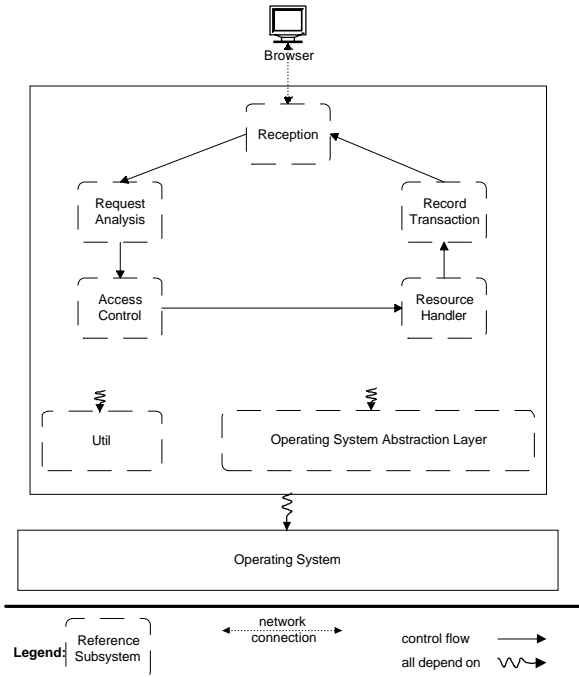 Browser
Reception
Request
Analysis
Record
Transaction
Access
Control
Resource
Handler
Util
Operating System Abstraction Layer
Operating System
Legend:
Reference
Subsystem
network
connection
control flow
all depend on